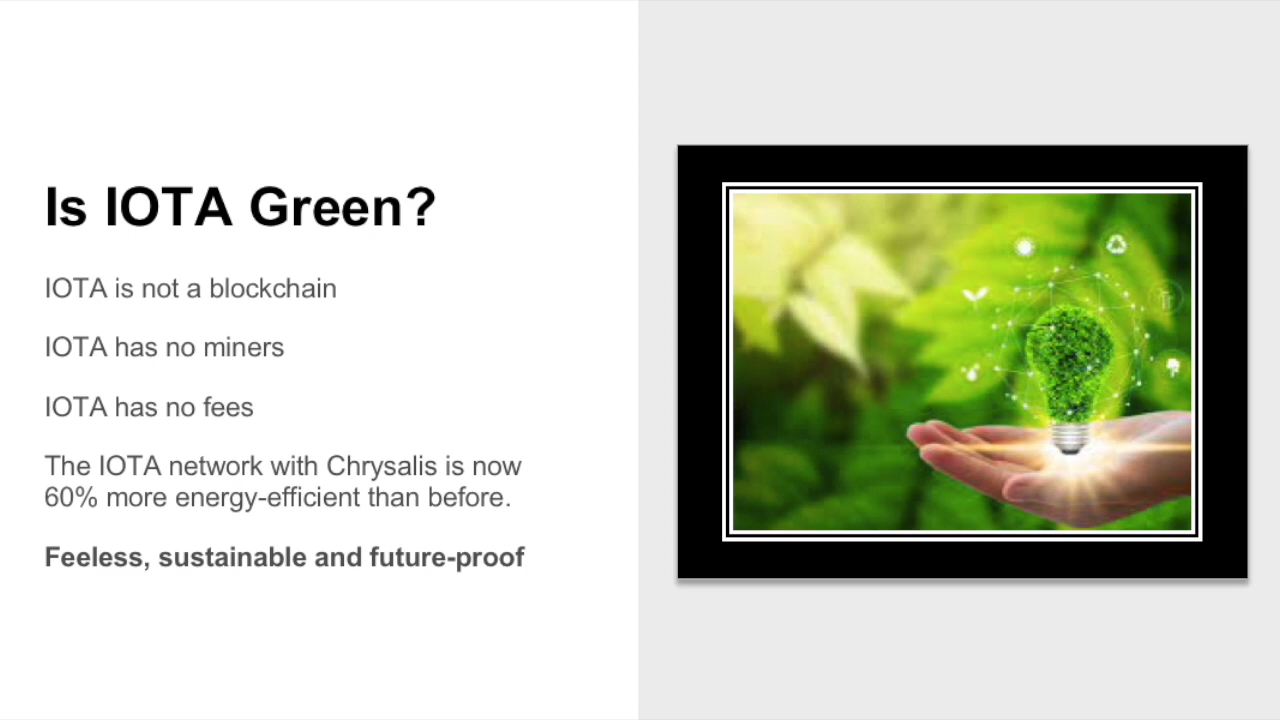 Is IOTA Green?
IOTA is not a blockchain
IOTA has no miners
IOTA has no fees
The IOTA network with Chrysalis is now
60% more energy-efficient than before.
Feeless, sustainable and future-proof